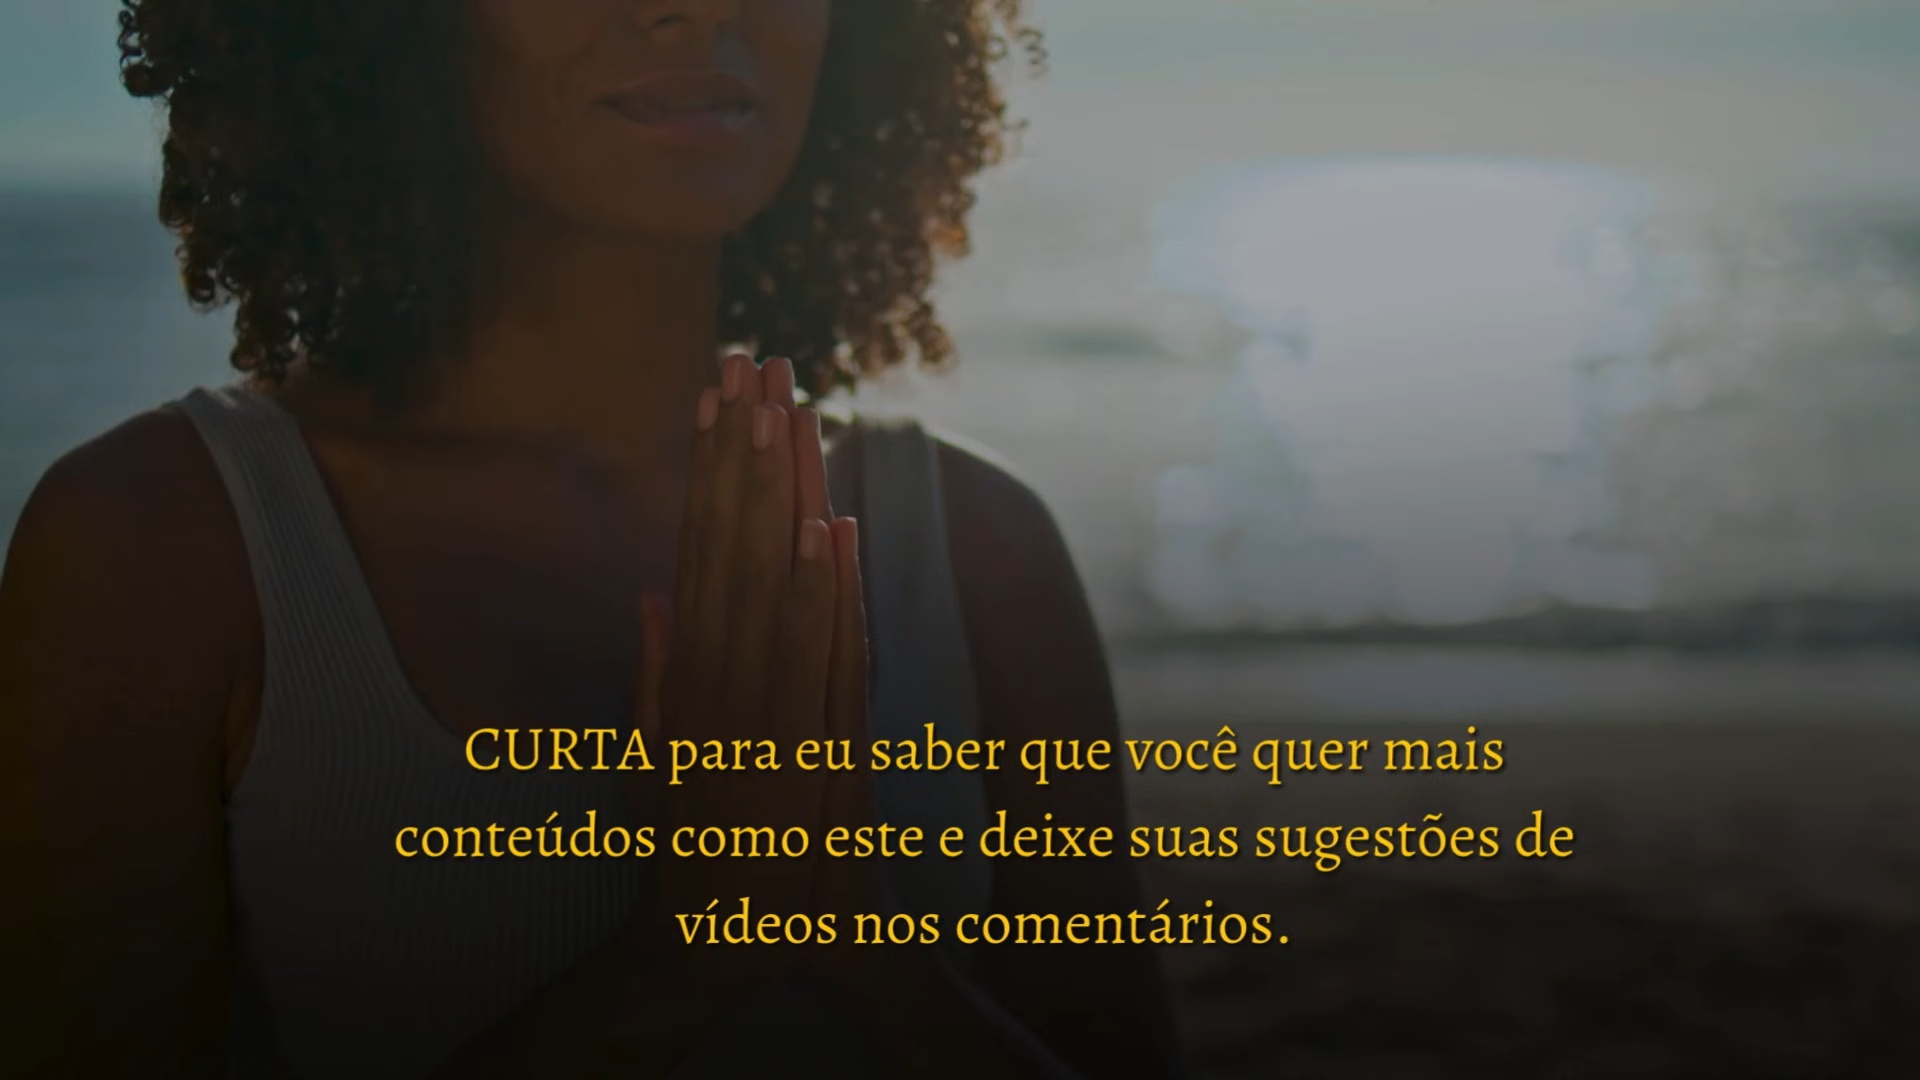 CURTA para eu saber que você quer mais
conteúdos como este e deixe suas sugestões de
vídeos nos comentários.